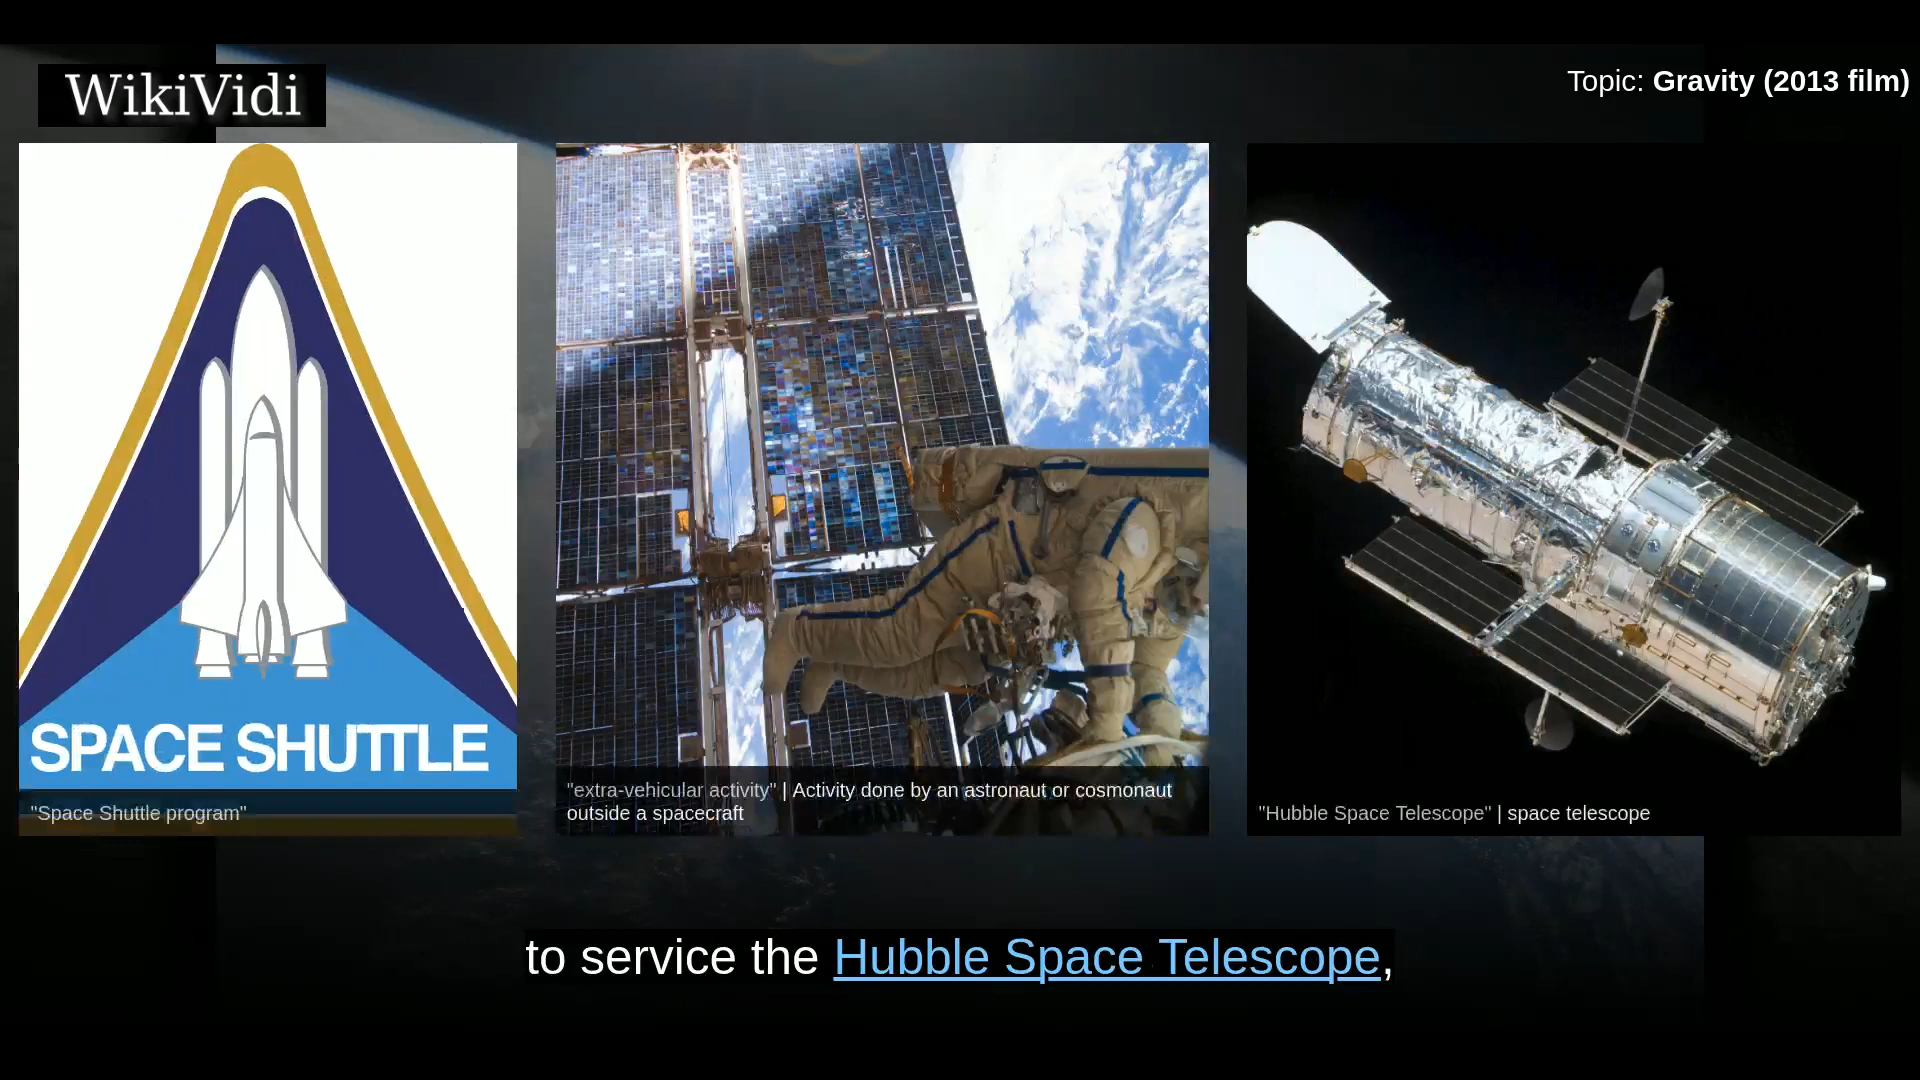 WikiVidi
Topic: Gravity (2013 film)
SPACE SHUTTLE
"Space Shuttle program"
"extra-vehicular activity" | Activity done by an astronaut or cosmonaut
outside a spacecraft
"Hubble Space Telescope" | space telescope
to service the Hubble Space Telescope,